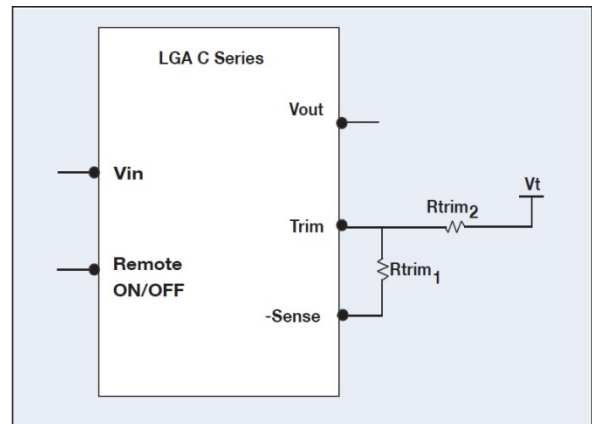 LGA C Series
Vout
Vin
Vt
Rtrim2
Trim
Rtrim1
Remote
ON/OFF
-Sense